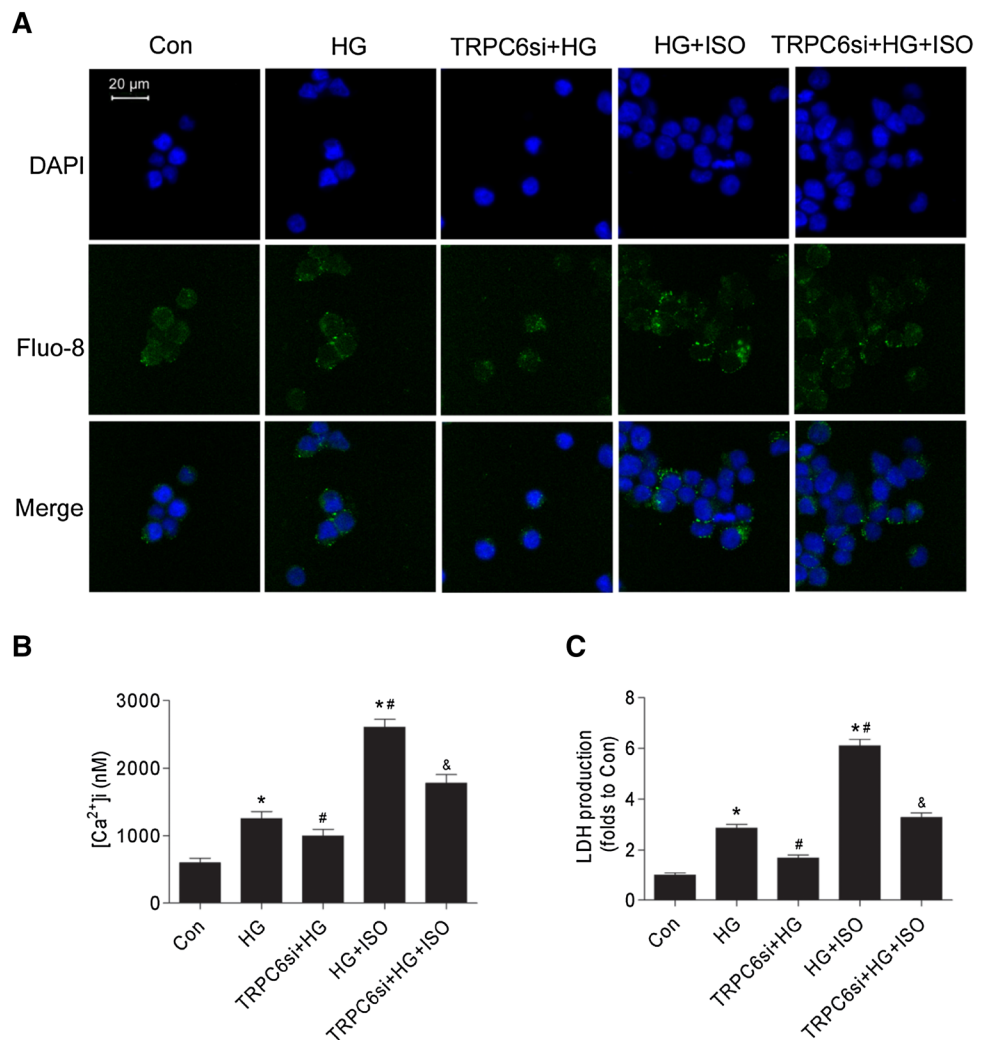 A
Con HG TRPC6si+HG HG+ISO TRPC6si+HG+ISO
20 µm
DAPI
Fluo-8
Merge
B
[Ca²⁺]i (nM)
3000
2000
1000
0
*
#
* #
&
Con
HG
TRPC6si+HG
HG+ISO
TRPC6si+HG+ISO
C
LDH production
(folds to Con)
8
6
4
2
0
*
#
* #
&
Con
HG
TRPC6si+HG
HG+ISO
TRPC6si+HG+ISO